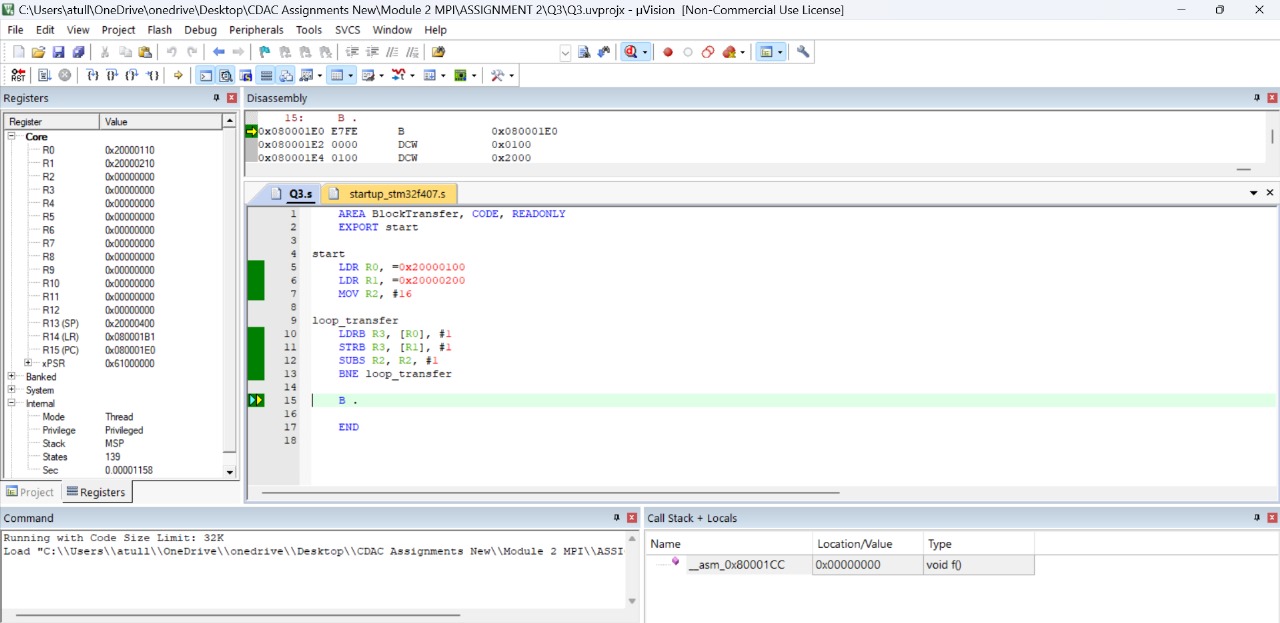 C:\Users\atull\OneDrive\onedrive\Desktop\CDAC Assignments New\Module 2 MPI\ASSIGNMENT 2\Q3\Q3.uvprojx - µVision [Non-Commercial Use License]
File Edit View Project Flash Debug Peripherals Tools SVCS Window Help
Registers
Register Value
Core
R0 0x20000110
R1 0x20000210
R2 0x00000000
R3 0x00000000
R4 0x00000000
R5 0x00000000
R6 0x00000000
R7 0x00000000
R8 0x00000000
R9 0x00000000
R10 0x00000000
R11 0x00000000
R12 0x00000000
R13 (SP) 0x20000400
R14 (LR) 0x080001B1
R15 (PC) 0x080001E0
xPSR 0x61000000
Banked
System
Internal
Mode Thread
Privilege Privileged
Stack MSP
States 139
Sec 0.00001158
Project Registers
Disassembly
15: B .
0x080001E0 E7FE B 0x080001E0
0x080001E2 0000 DCW 0x0100
0x080001E4 0100 DCW 0x2000
Q3.s startup_stm32f407.s
1 AREA BlockTransfer, CODE, READONLY
2 EXPORT start
3
4 start
5 LDR R0, =0x20000100
6 LDR R1, =0x20000200
7 MOV R2, #16
8
9 loop_transfer
10 LDRB R3, [R0], #1
11 STRB R3, [R1], #1
12 SUBS R2, R2, #1
13 BNE loop_transfer
14
15 B .
16
17 END
18
Command
Running with Code Size Limit: 32K
Load "C:\\Users\\atull\\OneDrive\\onedrive\\Desktop\\CDAC Assignments New\\Module 2 MPI\\ASSI
Call Stack + Locals
Name Location/Value Type
__asm_0x80001CC 0x00000000 void f()